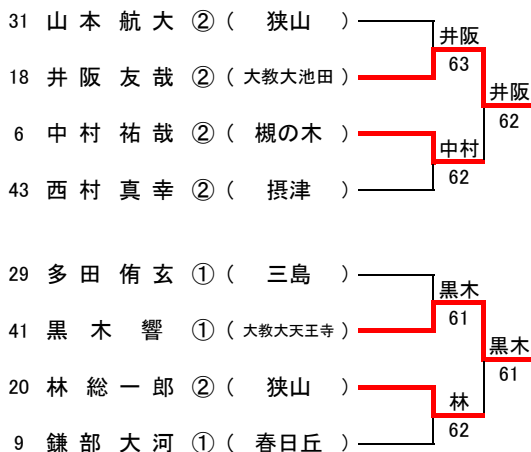 31 山本 航大 ② ( 狭山 )
井阪
63
18 井阪友哉 ② ( 大教大池田 )
井阪
62
6 中村 祐哉 ② ( 槻の木 )
中村
62
43 西村 真幸 ② ( 摂津 )
29 多田 侑玄 ① ( 三島 )
黒木
61
41 黒木 響 ① ( 大教大天王寺 )
黒木
61
20 林 総一郎 ② ( 狭山 )
林
62
9 鎌部大河 ① ( 春日丘 )